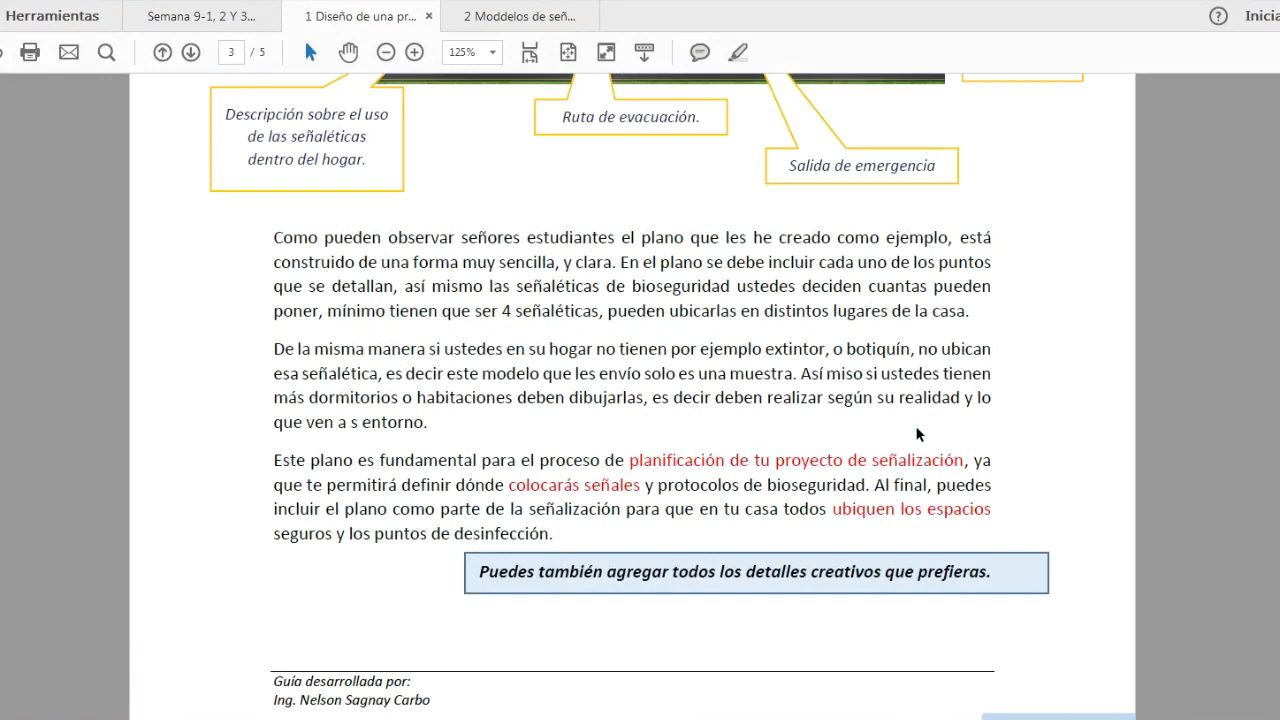 Herramientas
Semana 9-1, 2 Y 3...
1 Diseño de una pr...
2 Moddelos de señ...
Inicia
3 / 5
125%
Descripción sobre el uso
de las señaléticas
dentro del hogar.
Ruta de evacuación.
Salida de emergencia
Como pueden observar señores estudiantes el plano que les he creado como ejemplo, está
construido de una forma muy sencilla, y clara. En el plano se debe incluir cada uno de los puntos
que se detallan, así mismo las señaléticas de bioseguridad ustedes deciden cuantas pueden
poner, mínimo tienen que ser 4 señaléticas, pueden ubicarlas en distintos lugares de la casa.
De la misma manera si ustedes en su hogar no tienen por ejemplo extintor, o botiquín, no ubican
esa señalética, es decir este modelo que les envío solo es una muestra. Así miso si ustedes tienen
más dormitorios o habitaciones deben dibujarlas, es decir deben realizar según su realidad y lo
que ven a s entorno.
Este plano es fundamental para el proceso de planificación de tu proyecto de señalización, ya
que te permitirá definir dónde colocarás señales y protocolos de bioseguridad. Al final, puedes
incluir el plano como parte de la señalización para que en tu casa todos ubiquen los espacios
seguros y los puntos de desinfección.
Puedes también agregar todos los detalles creativos que prefieras.
Guía desarrollada por:
Ing. Nelson Sagnay Carbo